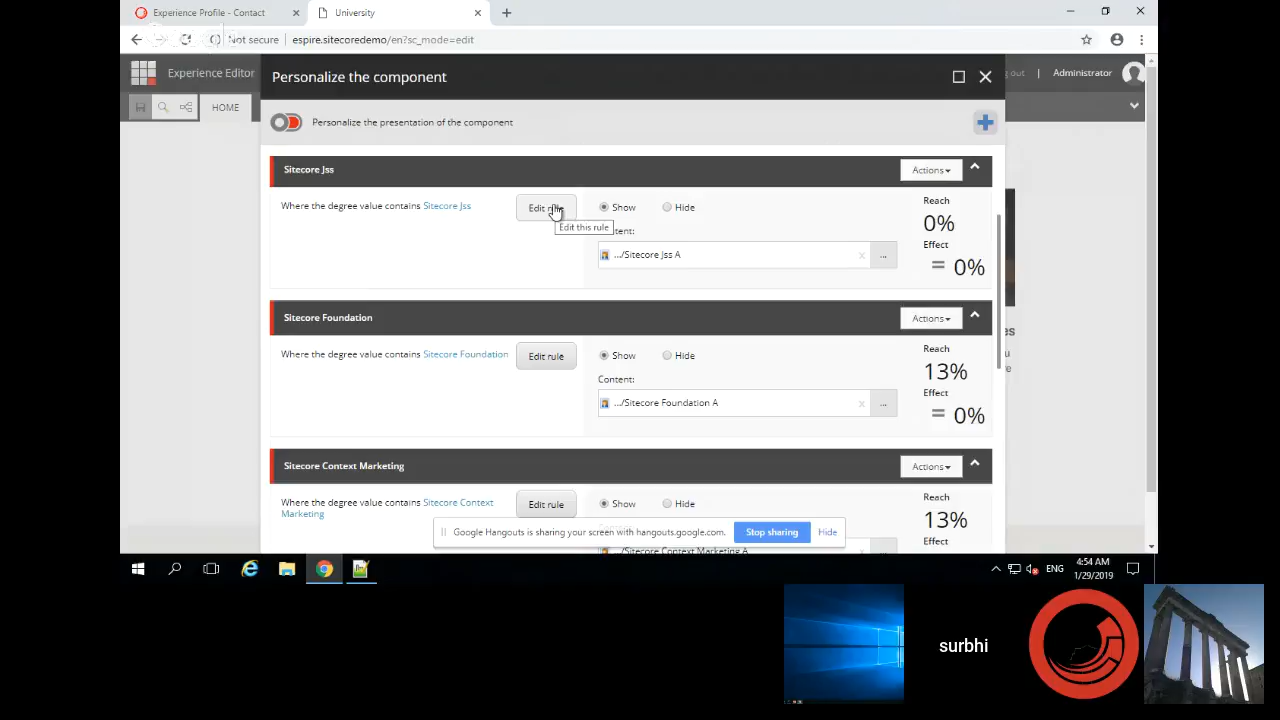 Experience Profile - Contact
University
Not secure
espire.sitecoredemo/en?sc_mode=edit
Experience Editor
Personalize the component
out
Administrator
HOME
Personalize the presentation of the component
Sitecore Jss
Actions
Where the degree value contains Sitecore Jss
Edit rule
Show
Hide
Reach
0%
Edit this rule
.../Sitecore Jss A
...
Effect
= 0%
Sitecore Foundation
Actions
Where the degree value contains Sitecore Foundation
Edit rule
Show
Hide
Reach
13%
Content:
.../Sitecore Foundation A
...
Effect
= 0%
Sitecore Context Marketing
Actions
Where the degree value contains Sitecore Context
Marketing
Edit rule
Show
Hide
Reach
13%
Effect
.../Sitecore Context Marketing A
Google Hangouts is sharing your screen with hangouts.google.com.
Stop sharing
Hide
ENG
4:54 AM
1/29/2019
surbhi